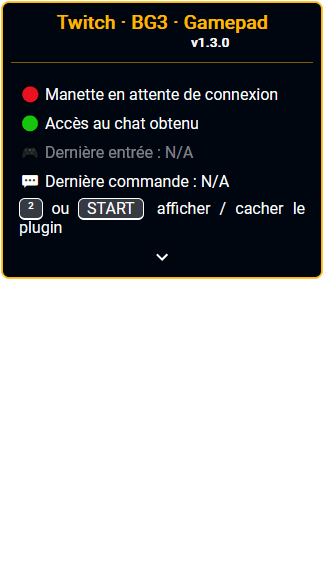 Twitch · BG3 · Gamepad
v1.3.0
Manette en attente de connexion
Accès au chat obtenu
Dernière entrée : N/A
Dernière commande : N/A
² ou START afficher / cacher le
plugin